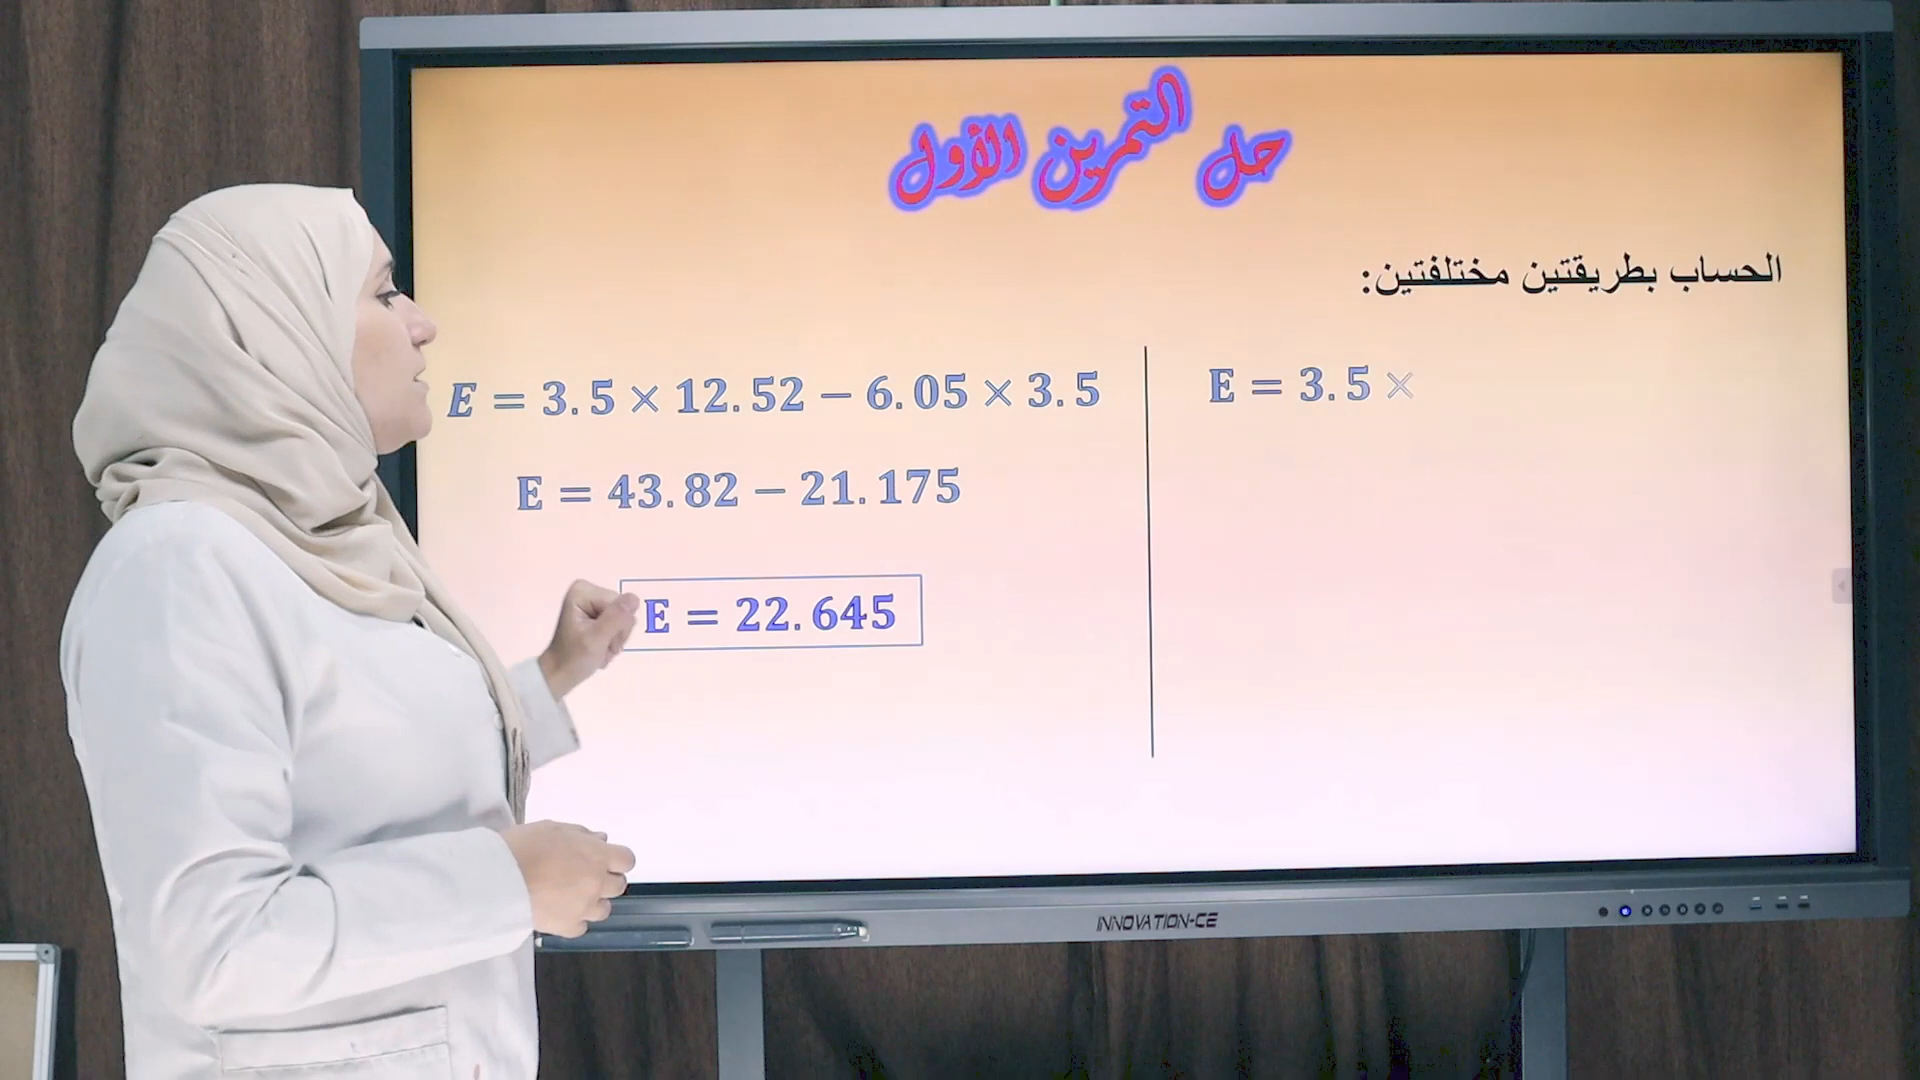 حل التمرين الأول
الحساب بطريقتين مختلفتين:
E = 3.5 × 12.52 − 6.05 × 3.5
E = 43.82 − 21.175
E = 22.645
E = 3.5 ×
INNOVATION-CE